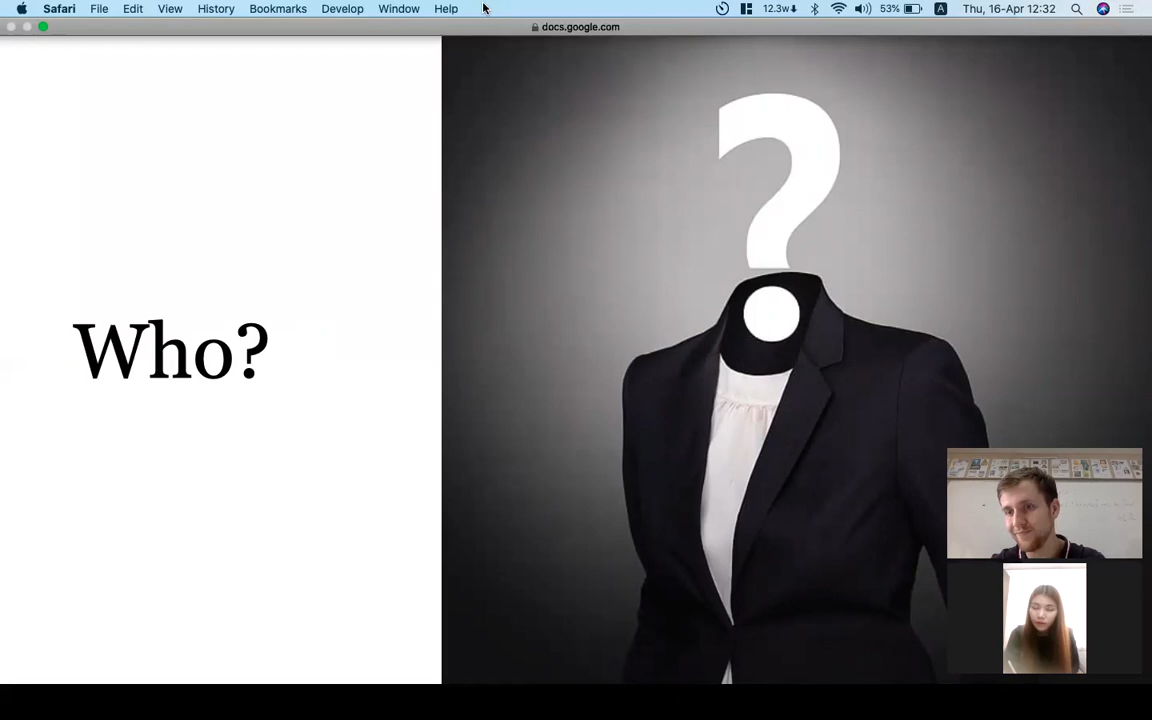 Safari File Edit View History Bookmarks Develop Window Help 12.3w 53% A Thu, 16-Apr 12:32
docs.google.com
?
Who?